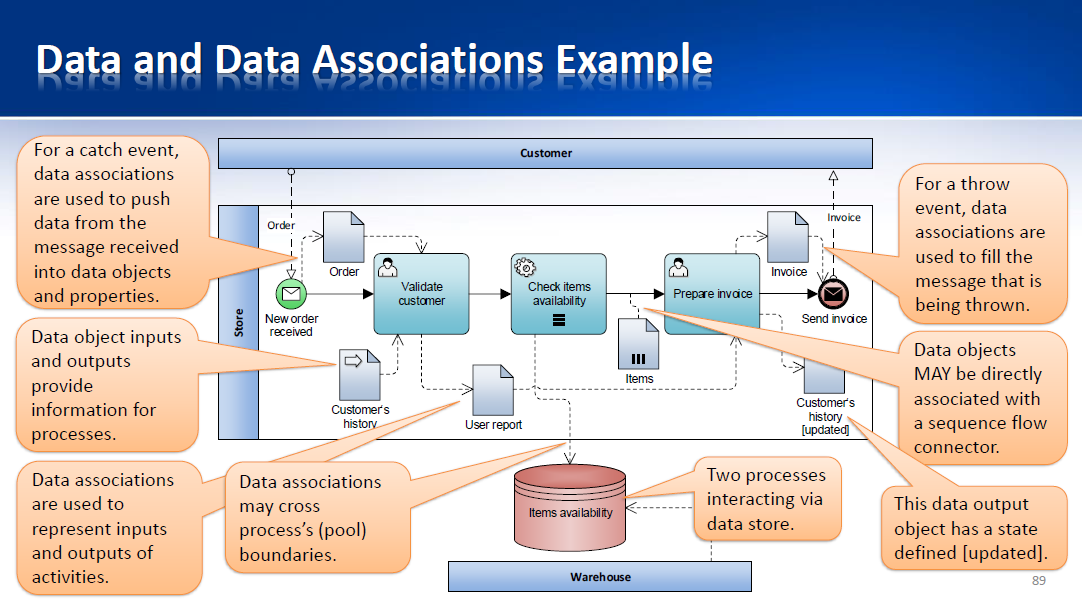 Data and Data Associations Example
For a catch event,
data associations
are used to push
data from the
message received
into data objects
and properties.
Data object inputs
and outputs
provide
information for
processes.
Data associations
are used to
represent inputs
and outputs of
activities.
Customer
Store
Order
Order
New order
received
Validate
customer
Check items
availability
Prepare invoice
Invoice
Invoice
Send invoice
Customer's
history
User report
Items
Customer's
history
[updated]
Data associations
may cross
process's (pool)
boundaries.
Items availability
Two processes
interacting via
data store.
Warehouse
For a throw
event, data
associations are
used to fill the
message that is
being thrown.
Data objects
MAY be directly
associated with
a sequence flow
connector.
This data output
object has a state
defined [updated].
89